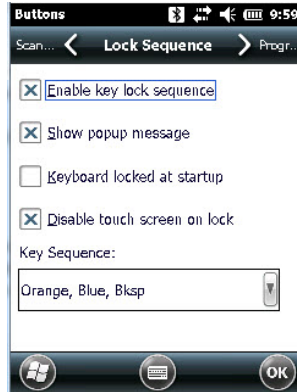 Buttons 9:59
Scan... Lock Sequence Progr...
Enable key lock sequence
Show popup message
Keyboard locked at startup
Disable touch screen on lock
Key Sequence:
Orange, Blue, Bksp
OK